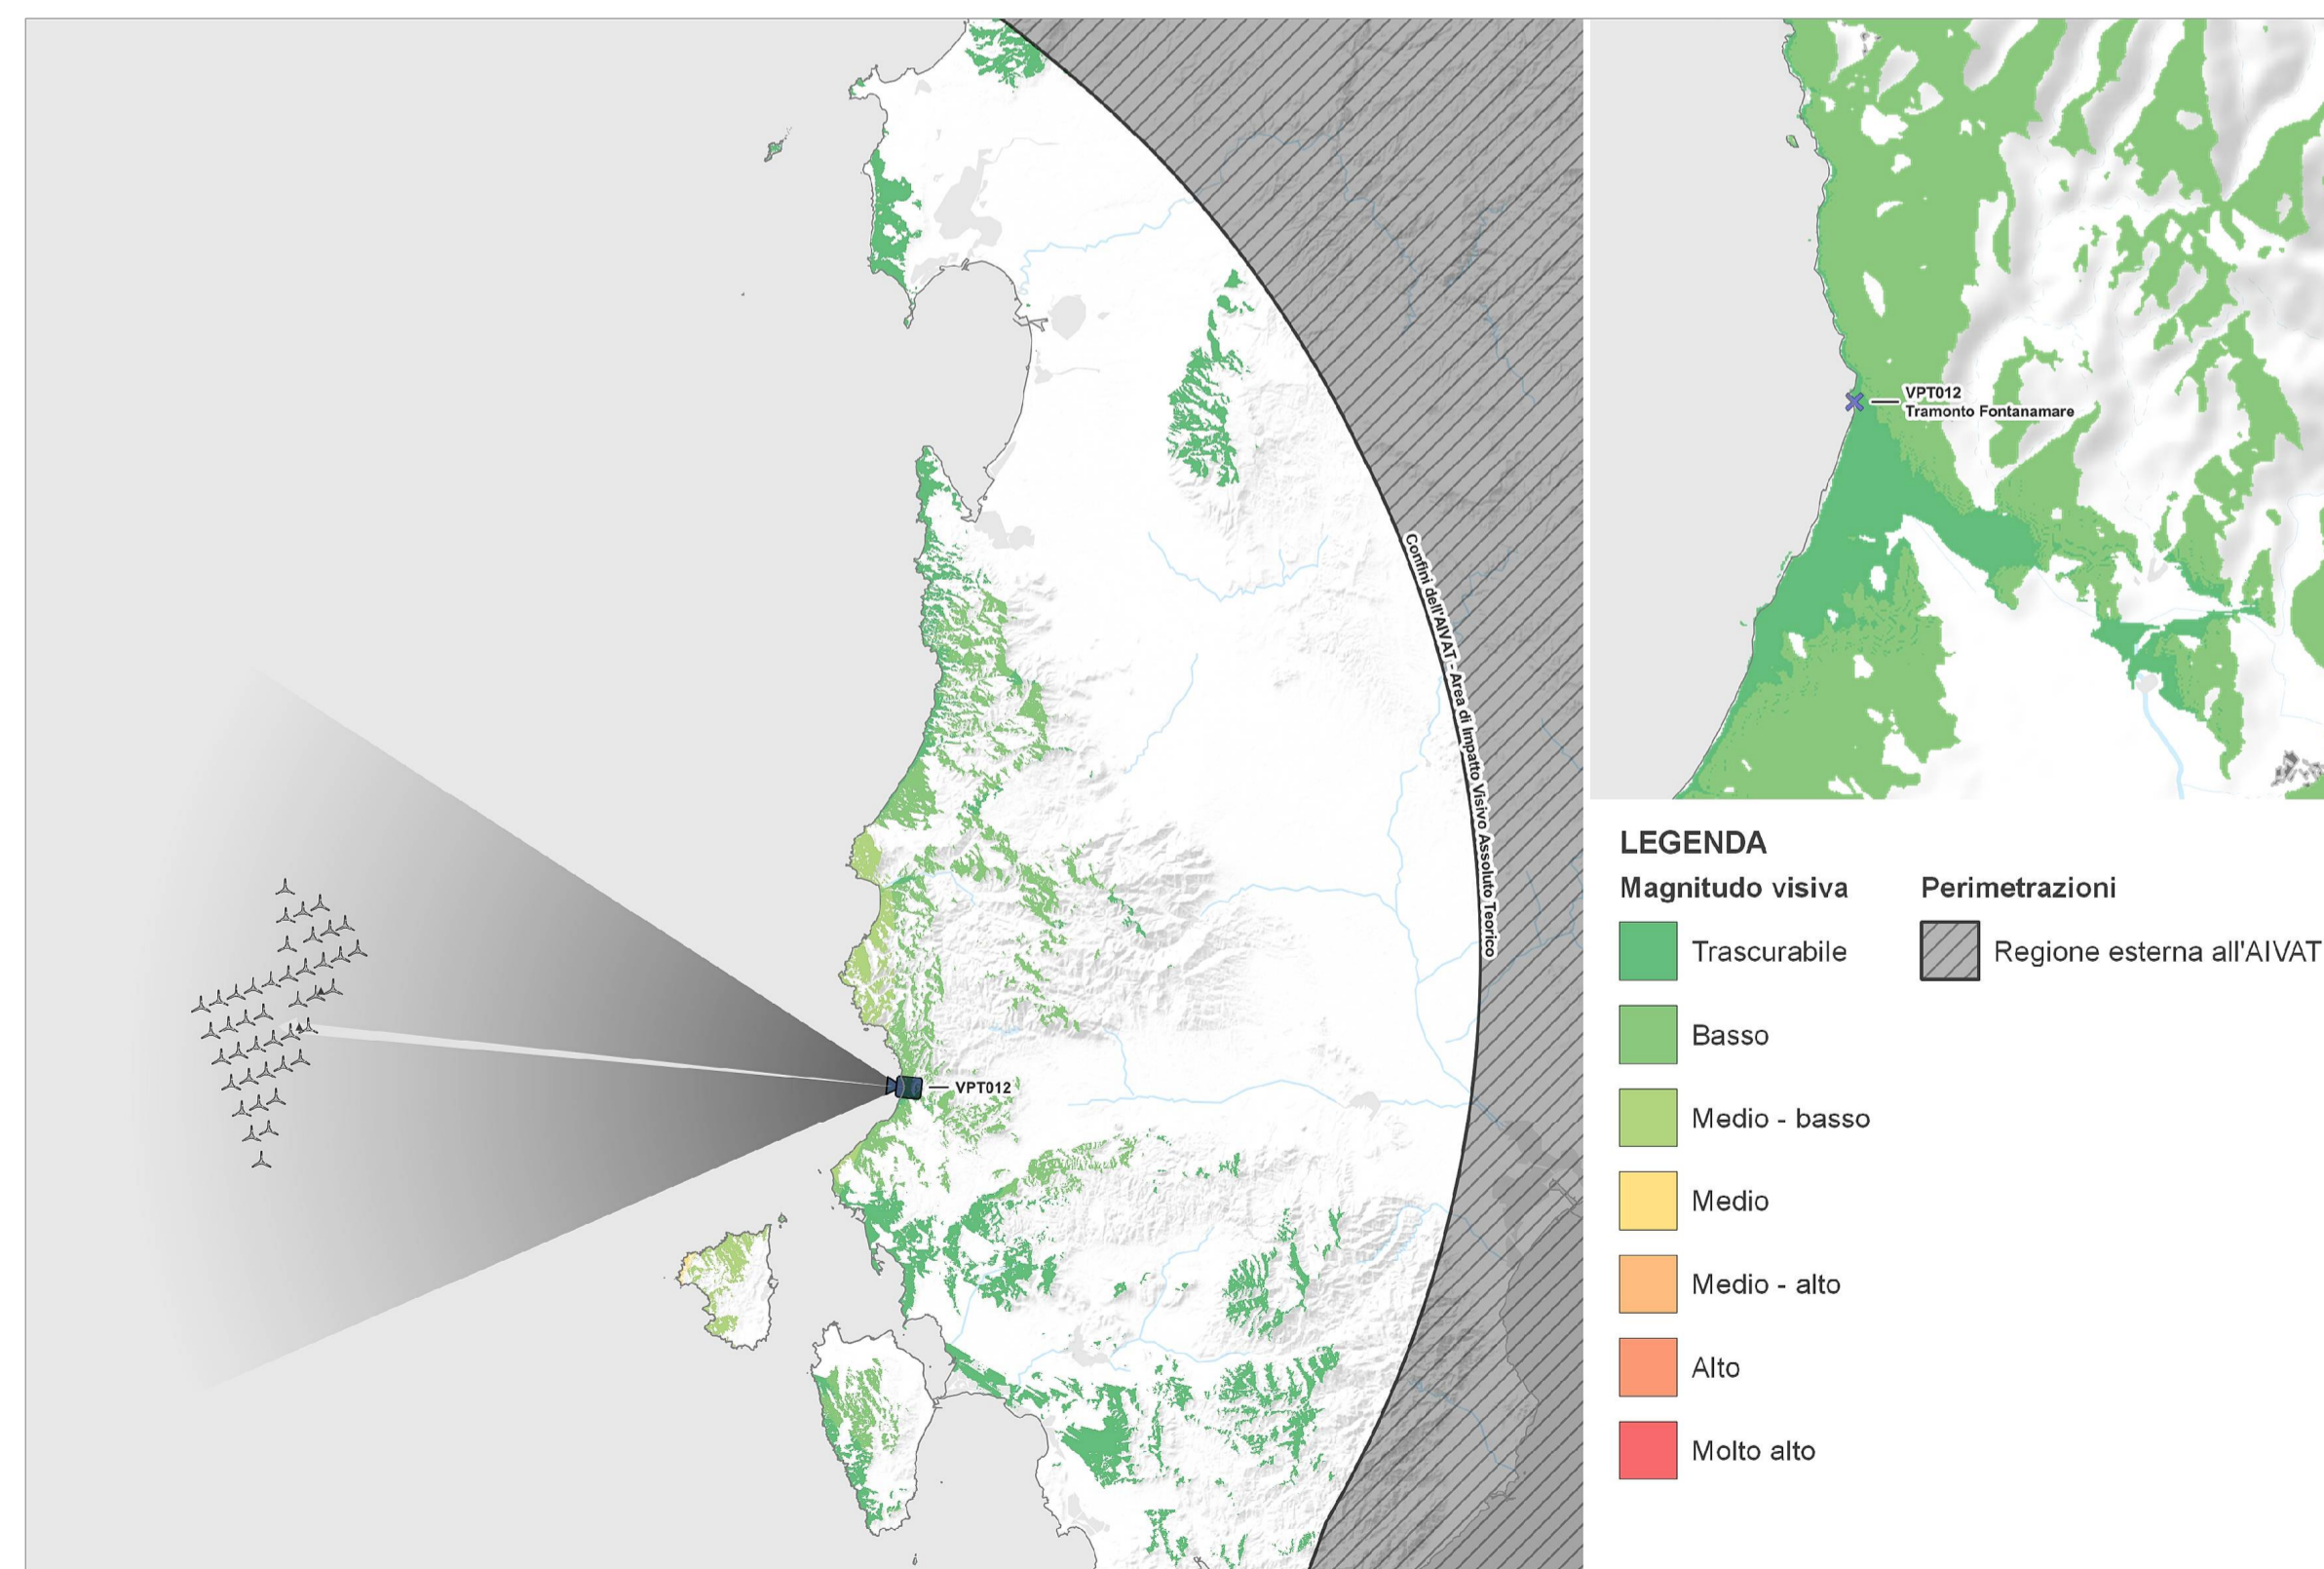 Confini dell'AIVAT - Area di Impatto Visivo Assoluto Teorico
VPT012
VPT012
Tramonto Fontanamare
LEGENDA
Magnitudo visiva
Trascurabile
Basso
Medio - basso
Medio
Medio - alto
Alto
Molto alto
Perimetrazioni
Regione esterna all'AIVAT